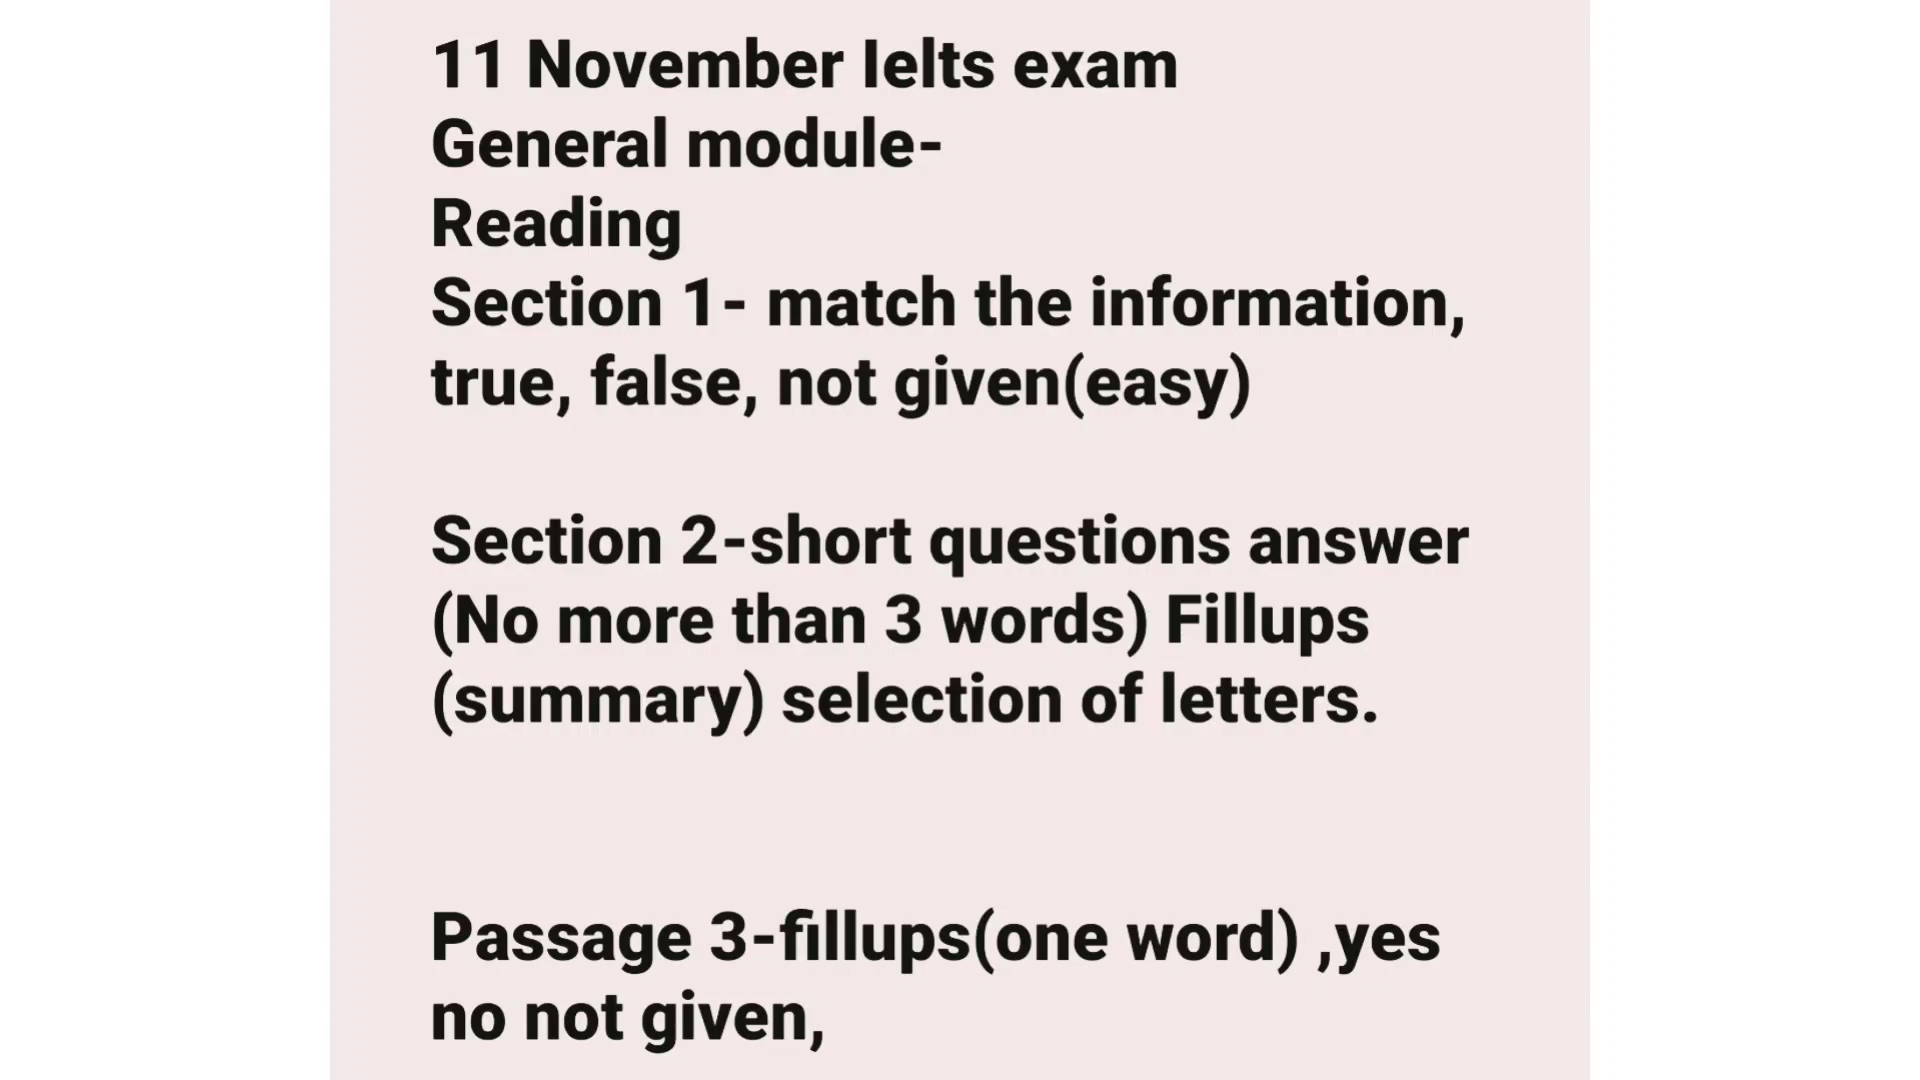 11 November Ielts exam
General module-
Reading
Section 1- match the information,
true, false, not given(easy)
Section 2-short questions answer
(No more than 3 words) Fillups
(summary) selection of letters.
Passage 3-fillups(one word) ,yes
no not given,